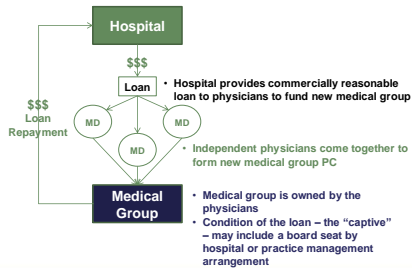 Hospital
$$$
Loan
• Hospital provides commercially reasonable
loan to physicians to fund new medical group
$$$
Loan
Repayment
MD
MD
MD
• Independent physicians come together to
form new medical group PC
Medical
Group
• Medical group is owned by the
physicians
• Condition of the loan – the “captive”
– may include a board seat by
hospital or practice management
arrangement